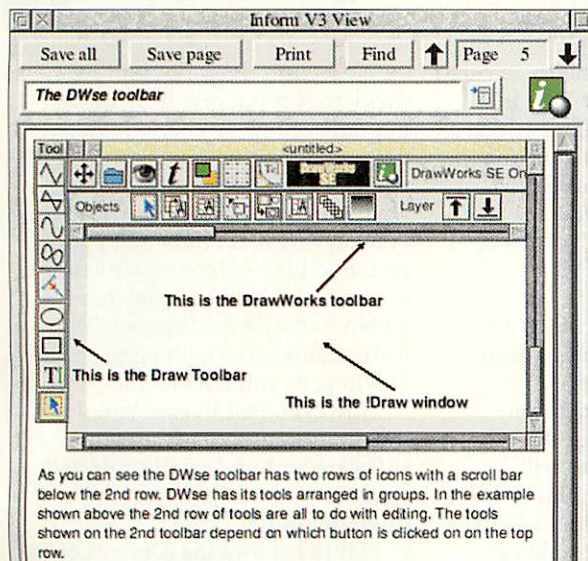 Inform V3 View
Save all Save page Print Find Page 5
The DWse toolbar
Tool <untitled>
DrawWorks SE On
Objects Layer
This is the DrawWorks toolbar
This is the Draw Toolbar
This is the !Draw window
As you can see the DWse toolbar has two rows of icons with a scroll bar
below the 2nd row. DWse has its tools arranged in groups. In the example
shown above the 2nd row of tools are all to do with editing. The tools
shown on the 2nd toolbar depend on which button is clicked on on the top
row.